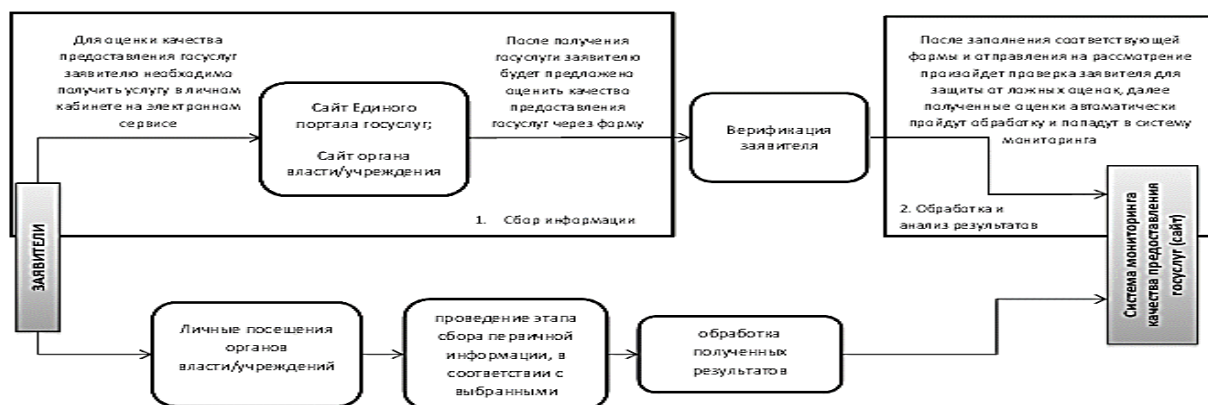 Для оценки качества
предоставления госуслуг
заявителю необходимо
получить услугу в личном
кабинете на электронном
сервисе
Сайт Единого
портала госуслуг;
Сайт органа
власти/учреждения
После получения
госуслуги заявителю
будет предложено
оценить качество
предоставления
госуслуг через форму
1. Сбор информации
Верификация
заявителя
После заполнения соответствующей
формы и отправления на рассмотрение
произойдет проверка заявителя для
защиты от ложных оценок, далее
полученные оценки автоматически
пройдут обработку и попадут в систему
мониторинга
2. Обработка и
анализ результатов
ЗАЯВИТЕЛИ
Система мониторинга
качества предоставления
госуслуг (сайт)
Личные посещения
органов
власти/учреждений
проведение этапа
сбора первичной
информации, в
соответствии с
выбранными
обработка
полученных
результатов